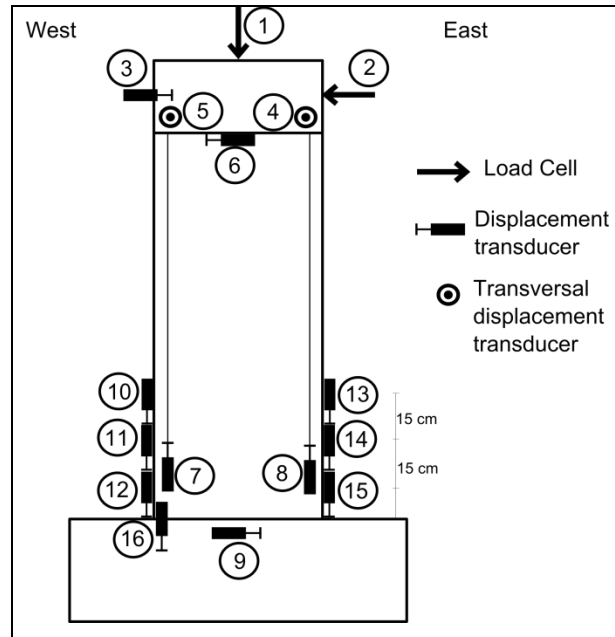 West
1
East
3
2
5
4
6
Load Cell
Displacement
transducer
Transversal
displacement
transducer
10
13
15 cm
11
14
15 cm
7
8
12
15
16
9